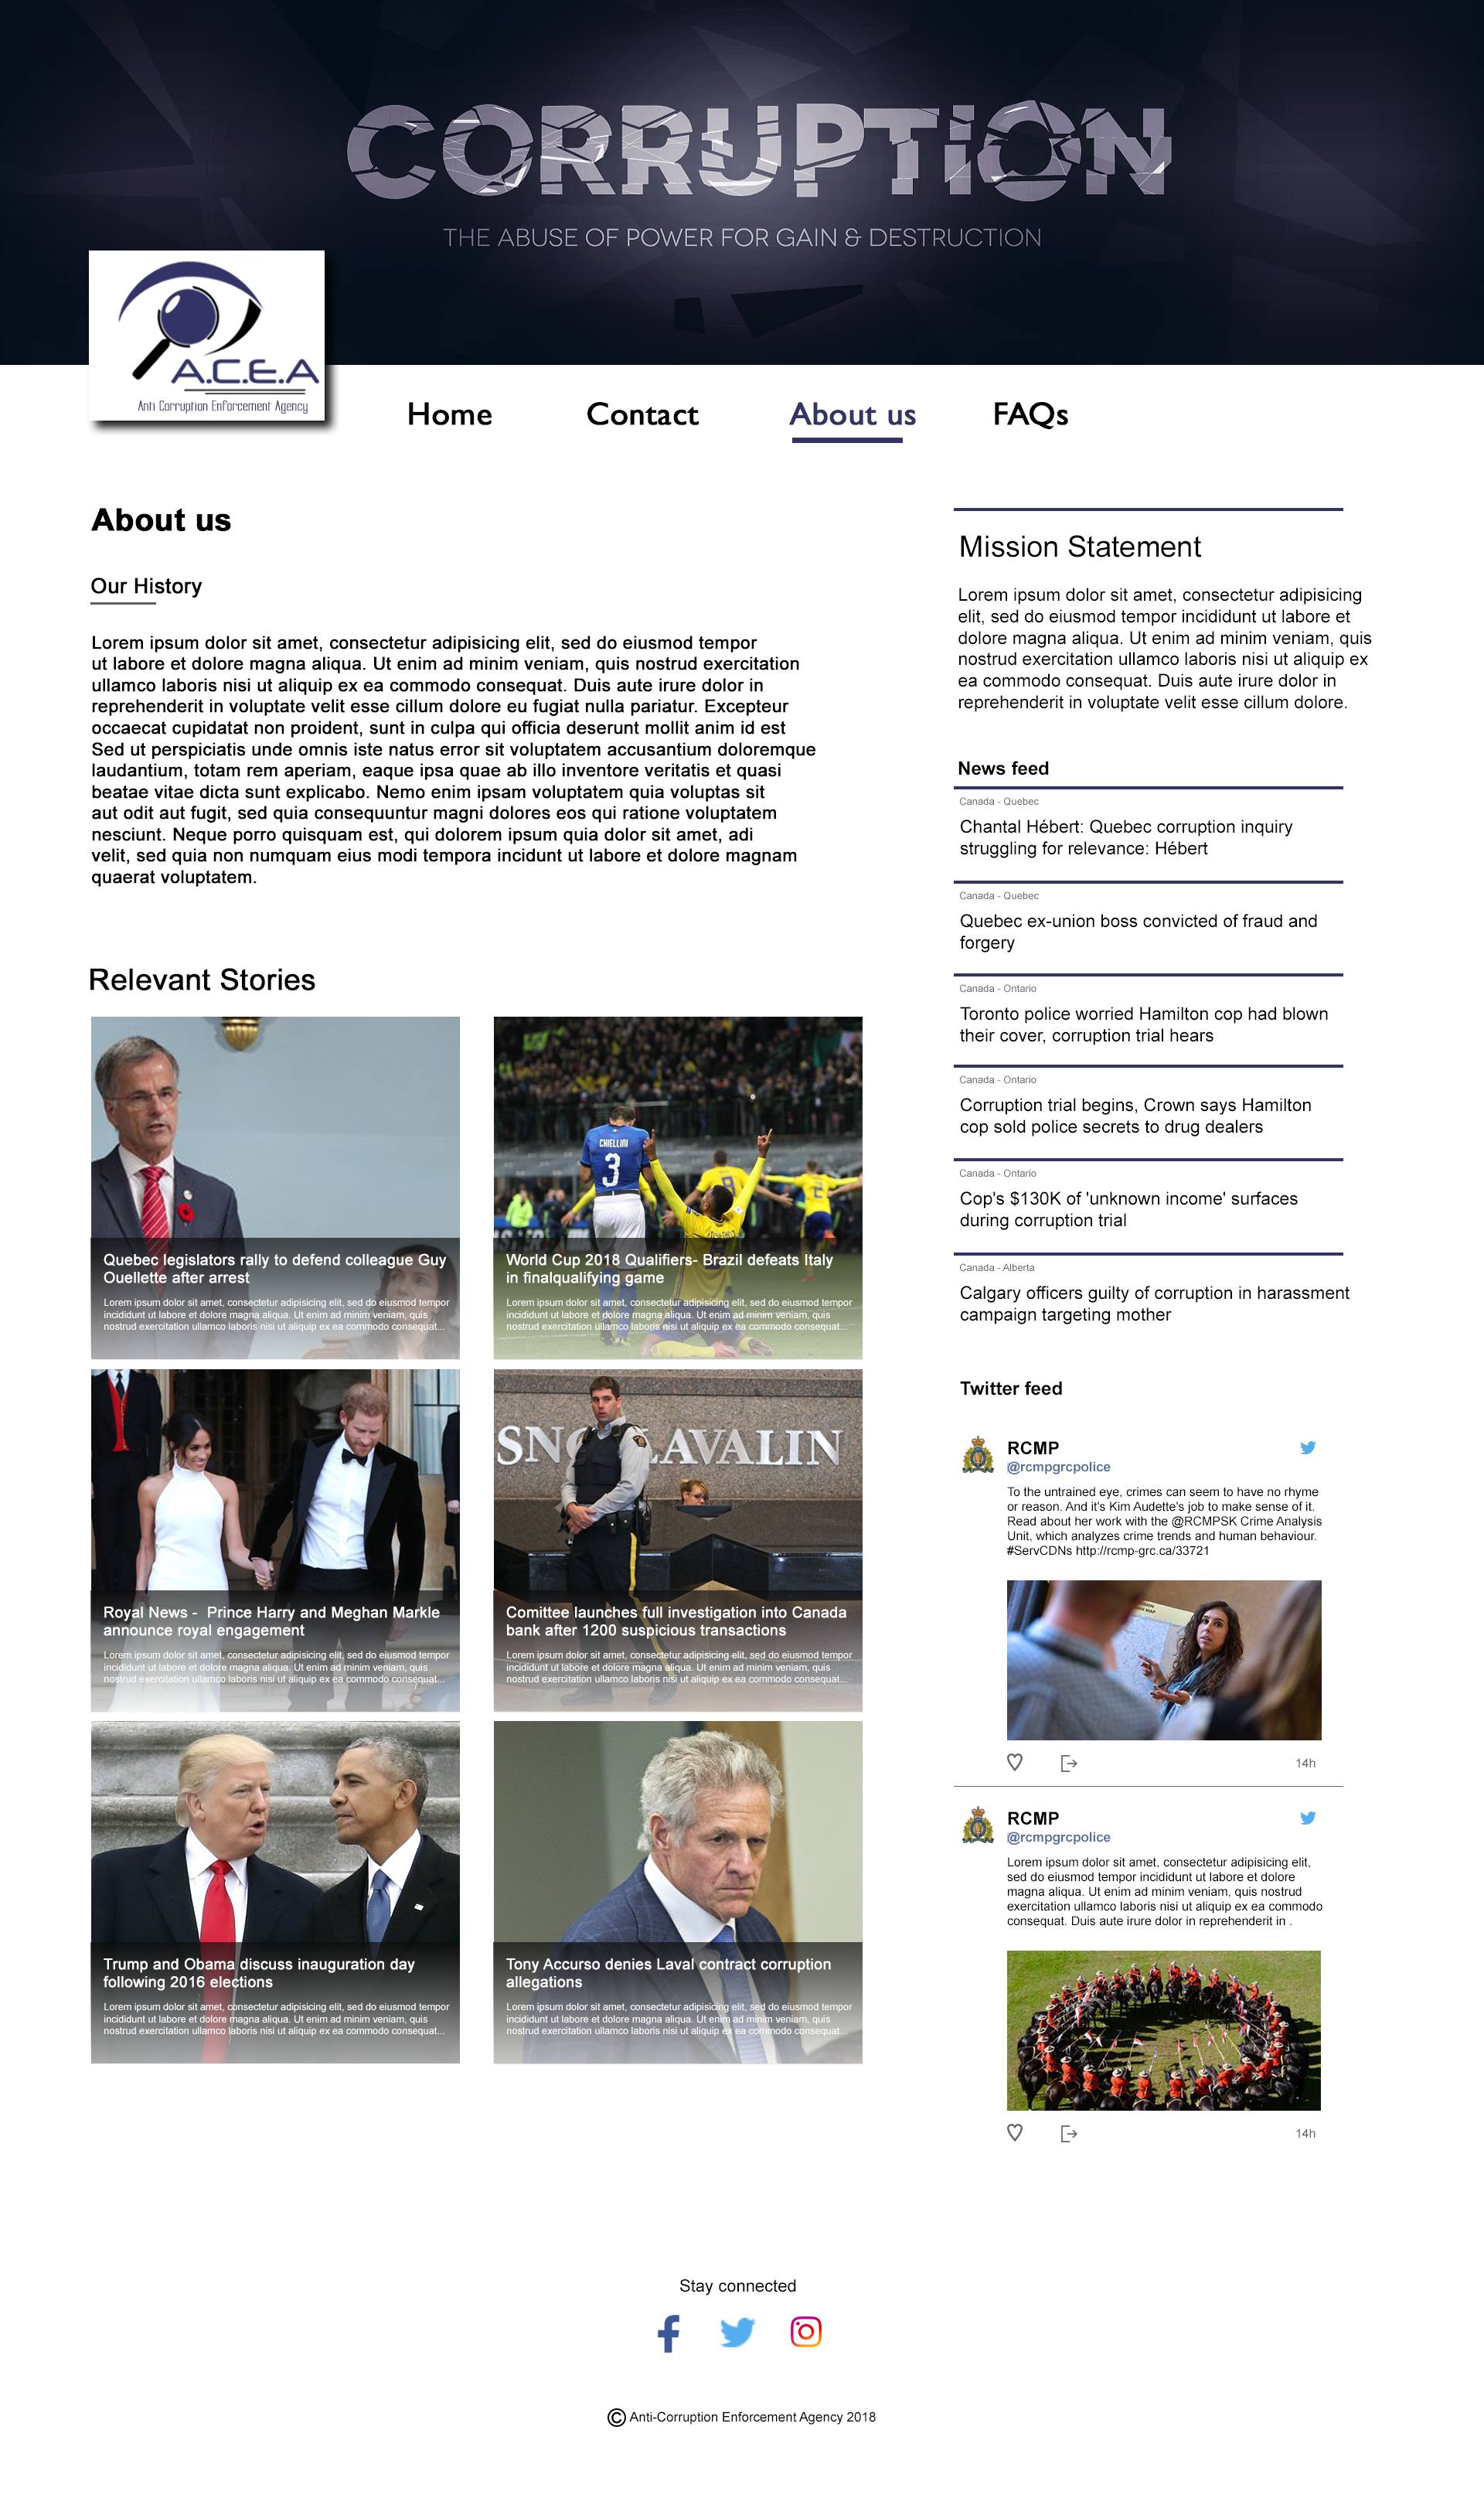 CORRUPTION
THE ABUSE OF POWER FOR GAIN & DESTRUCTION
A.C.E.A
Anti Corruption Enforcement Agency
Home
Contact
About us
FAQs
About us
Our History
Lorem ipsum dolor sit amet, consectetur adipisicing elit, sed do eiusmod tempor
ut labore et dolore magna aliqua. Ut enim ad minim veniam, quis nostrud exercitation
ullamco laboris nisi ut aliquip ex ea commodo consequat. Duis aute irure dolor in
reprehenderit in voluptate velit esse cillum dolore eu fugiat nulla pariatur. Excepteur
occaecat cupidatat non proident, sunt in culpa qui officia deserunt mollit anim id est
Sed ut perspiciatis unde omnis iste natus error sit voluptatem accusantium doloremque
laudantium, totam rem aperiam, eaque ipsa quae ab illo inventore veritatis et quasi
beatae vitae dicta sunt explicabo. Nemo enim ipsam voluptatem quia voluptas sit
aut odit aut fugit, sed quia consequuntur magni dolores eos qui ratione voluptatem
nesciunt. Neque porro quisquam est, qui dolorem ipsum quia dolor sit amet, adi
velit, sed quia non numquam eius modi tempora incidunt ut labore et dolore magnam
quaerat voluptatem.
Relevant Stories
Quebec legislators rally to defend colleague Guy
Ouellette after arrest
Lorem ipsum dolor sit amet, consectetur adipisicing elit, sed do eiusmod tempor
incididunt ut labore et dolore magna aliqua. Ut enim ad minim veniam, quis
nostrud exercitation ullamco laboris nisi ut aliquip ex ea commodo consequat...
CHIELLINI
3
9
2
World Cup 2018 Qualifiers- Brazil defeats Italy
in finalqualifying game
Lorem ipsum dolor sit amet, consectetur adipisicing elit, sed do eiusmod tempor
incididunt ut labore et dolore magna aliqua. Ut enim ad minim veniam, quis
nostrud exercitation ullamco laboris nisi ut aliquip ex ea commodo consequat...
Royal News -  Prince Harry and Meghan Markle
announce royal engagement
Lorem ipsum dolor sit amet, consectetur adipisicing elit, sed do eiusmod tempor
incididunt ut labore et dolore magna aliqua. Ut enim ad minim veniam, quis
nostrud exercitation ullamco laboris nisi ut aliquip ex ea commodo consequat...
SNC LAVALIN
Comittee launches full investigation into Canada
bank after 1200 suspicious transactions
Lorem ipsum dolor sit amet, consectetur adipisicing elit, sed do eiusmod tempor
incididunt ut labore et dolore magna aliqua. Ut enim ad minim veniam, quis
nostrud exercitation ullamco laboris nisi ut aliquip ex ea commodo consequat...
Trump and Obama discuss inauguration day
following 2016 elections
Lorem ipsum dolor sit amet, consectetur adipisicing elit, sed do eiusmod tempor
incididunt ut labore et dolore magna aliqua. Ut enim ad minim veniam, quis
nostrud exercitation ullamco laboris nisi ut aliquip ex ea commodo consequat...
Tony Accurso denies Laval contract corruption
allegations
Lorem ipsum dolor sit amet, consectetur adipisicing elit, sed do eiusmod tempor
incididunt ut labore et dolore magna aliqua. Ut enim ad minim veniam, quis
nostrud exercitation ullamco laboris nisi ut aliquip ex ea commodo consequat...
Mission Statement
Lorem ipsum dolor sit amet, consectetur adipisicing
elit, sed do eiusmod tempor incididunt ut labore et
dolore magna aliqua. Ut enim ad minim veniam, quis
nostrud exercitation ullamco laboris nisi ut aliquip ex
ea commodo consequat. Duis aute irure dolor in
reprehenderit in voluptate velit esse cillum dolore.
News feed
Canada - Quebec
Chantal Hébert: Quebec corruption inquiry
struggling for relevance: Hébert
Canada - Quebec
Quebec ex-union boss convicted of fraud and
forgery
Canada - Ontario
Toronto police worried Hamilton cop had blown
their cover, corruption trial hears
Canada - Ontario
Corruption trial begins, Crown says Hamilton
cop sold police secrets to drug dealers
Canada - Ontario
Cop's $130K of 'unknown income' surfaces
during corruption trial
Canada - Alberta
Calgary officers guilty of corruption in harassment
campaign targeting mother
Twitter feed
RCMP
@rcmpgrcpolice
To the untrained eye, crimes can seem to have no rhyme
or reason. And it's Kim Audette's job to make sense of it.
Read about her work with the @RCMPSK Crime Analysis
Unit, which analyzes crime trends and human behaviour.
#ServCDNs http://rcmp-grc.ca/33721
14h
RCMP
@rcmpgrcpolice
Lorem ipsum dolor sit amet, consectetur adipisicing elit,
sed do eiusmod tempor incididunt ut labore et dolore
magna aliqua. Ut enim ad minim veniam, quis nostrud
exercitation ullamco laboris nisi ut aliquip ex ea commodo
consequat. Duis aute irure dolor in reprehenderit in .
14h
Stay connected
© Anti-Corruption Enforcement Agency 2018